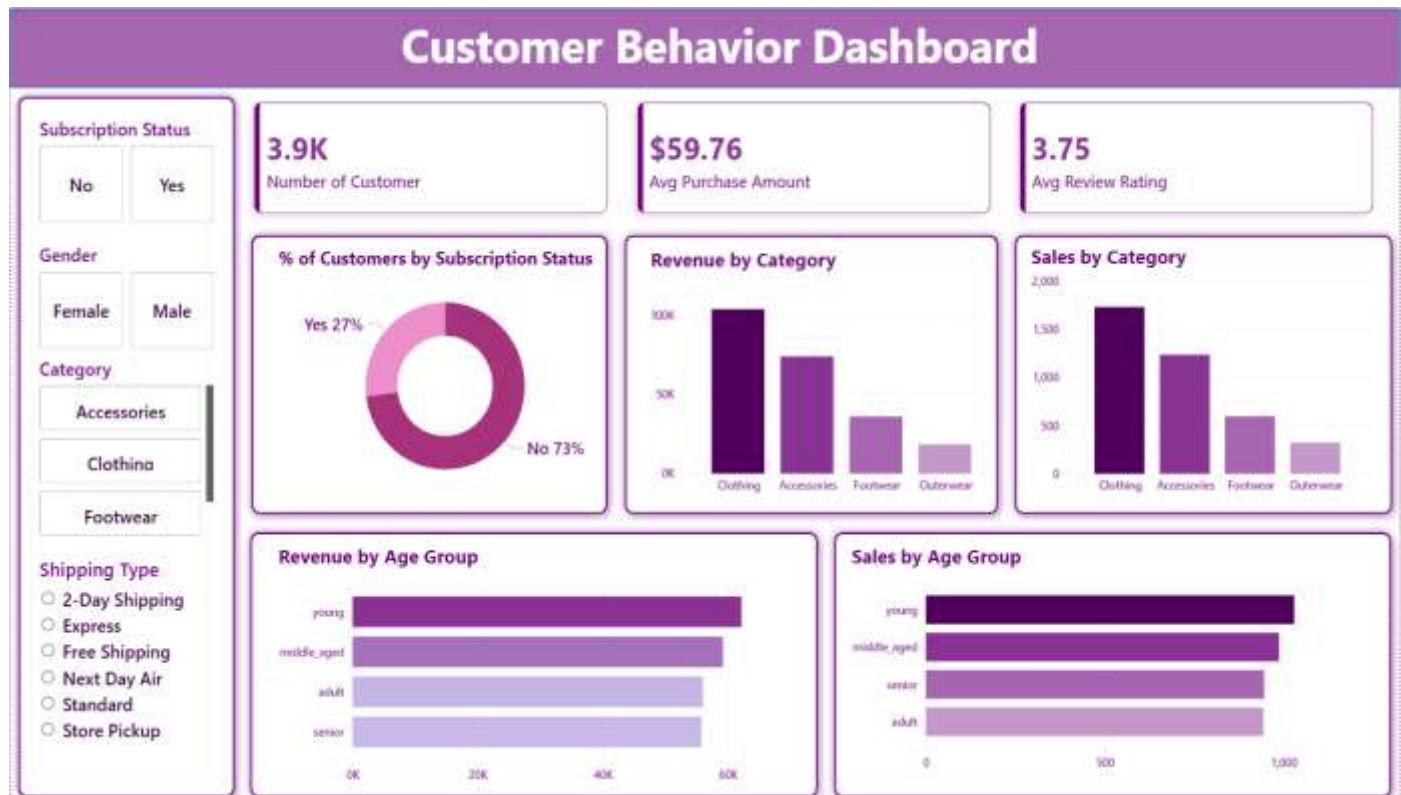 Customer Behavior Dashboard
Subscription Status
No Yes
Gender
Female Male
Category
Accessories
Clothing
Footwear
Shipping Type
2-Day Shipping
Express
Free Shipping
Next Day Air
Standard
Store Pickup
3.9K
Number of Customer
$59.76
Avg Purchase Amount
3.75
Avg Review Rating
% of Customers by Subscription Status
Yes 27%
No 73%
Revenue by Category
100K
50K
0K
Clothing Accessories Footwear Outerwear
Sales by Category
2,000
1,500
1,000
500
0
Clothing Accessories Footwear Outerwear
Revenue by Age Group
young
middle_aged
adult
senior
0K 20K 40K 60K
Sales by Age Group
young
middle_aged
senior
adult
0 500 1,000